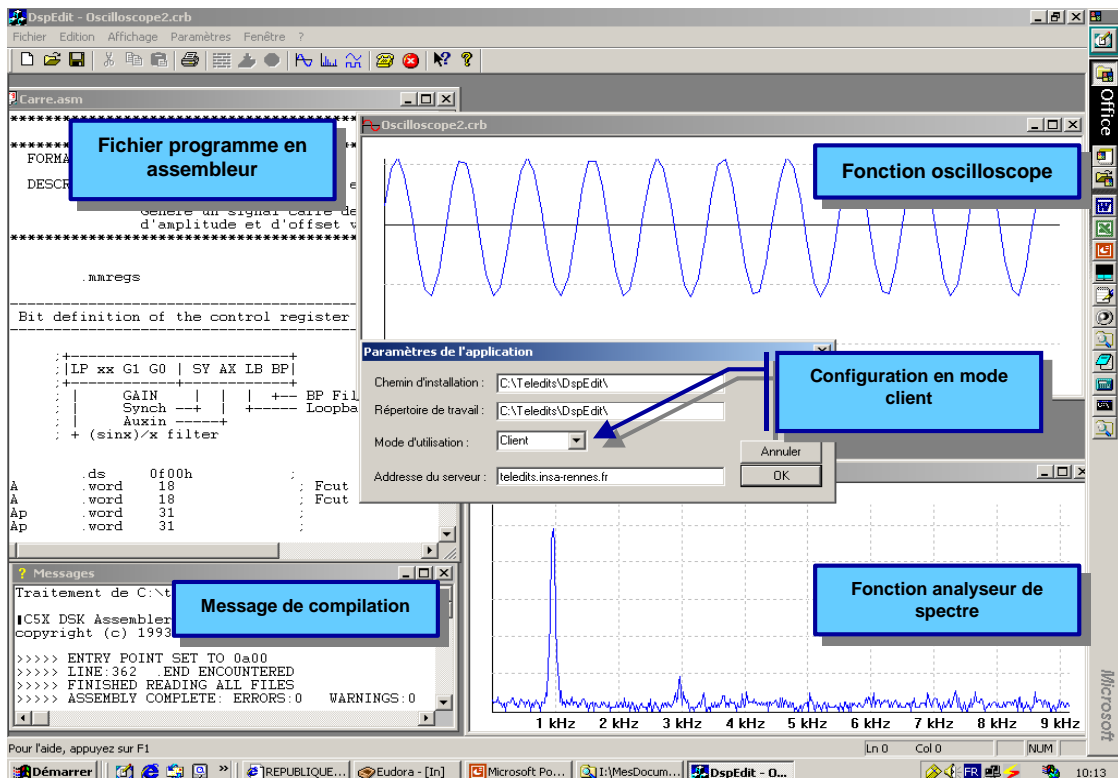 DspEdit - Oscilloscope2.crb
Fichier Edition Affichage Paramètres Fenêtre ?
Carre.asm
Fichier programme en
assembleur
FORMA
DESCR
Génère un signal carré de
d'amplitude et d'offset v
.mmregs
Bit definition of the control register
;+--------------------------+
;|LP xx G1 G0 | SY AX LB BP|
;+--------------------------+
; | GAIN | | | +-- BP Fil
; | Synch --+ | +----- Loopba
; | Auxin -----+
; + (sinx)/x filter
.ds 0f00h ;
A .word 18 ; Fcut
A .word 18 ; Fcut
Ap .word 31 ;
Ap .word 31 ;
Oscilloscope2.crb
Fonction oscilloscope
Paramètres de l'application
Chemin d'installation : C:\Teledits\DspEdit\
Répertoire de travail : C:\Teledits\DspEdit\
Mode d'utilisation : Client
Addresse du serveur : teledits.insa-rennes.fr
Annuler
OK
Configuration en mode
client
Messages
Traitement de C:\t
C5X DSK Assembler
copyright (c) 1993
>>>>> ENTRY POINT SET TO 0a00
>>>>> LINE:362 .END ENCOUNTERED
>>>>> FINISHED READING ALL FILES
>>>>> ASSEMBLY COMPLETE: ERRORS:0 WARNINGS:0
Message de compilation
Fonction analyseur de
spectre
1 kHz 2 kHz 3 kHz 4 kHz 5 kHz 6 kHz 7 kHz 8 kHz 9 kHz
Office
Microsoft
Pour l'aide, appuyez sur F1
Ln 0 Col 0 NUM
Démarrer » REPUBLIQUE... Eudora - [In] Microsoft Po... I:\MesDocum... DspEdit - O... FR 10:13